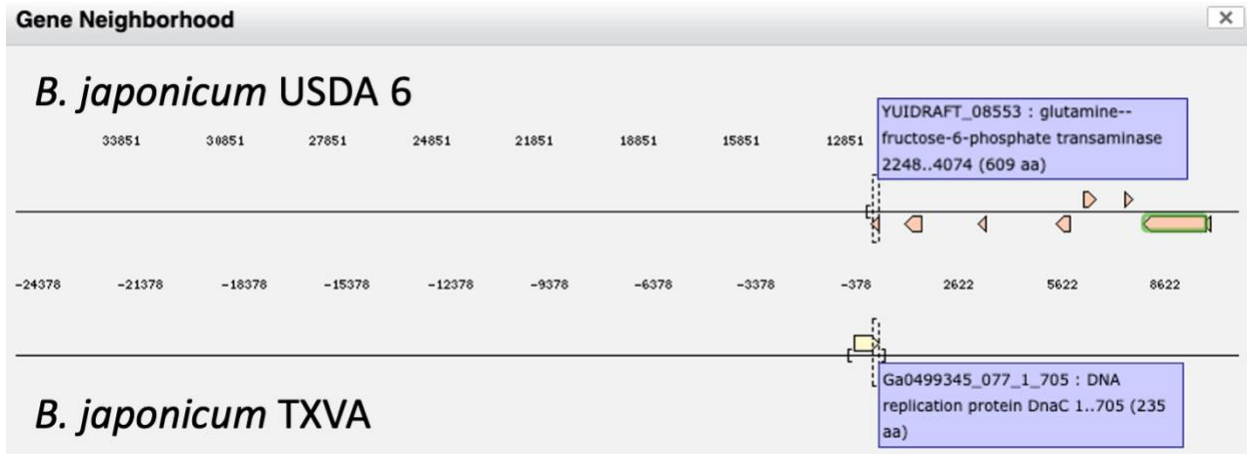 Gene Neighborhood
×
B. japonicum USDA 6
YUIDRAFT_08553 : glutamine--
fructose-6-phosphate transaminase
2248..4074 (609 aa)
33851 30851 27851 24851 21851 18851 15851 12851
-24378 -21378 -18378 -15378 -12378 -9378 -6378 -3378 -378 2622 5622 8622
Ga0499345_077_1_705 : DNA
replication protein DnaC 1..705 (235
aa)
B. japonicum TXVA